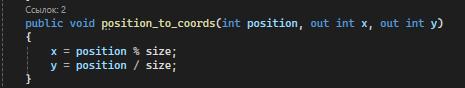 Ссылок: 2
public void position_to_coords(int position, out int x, out int y)
{
x = position % size;
y = position / size;
}